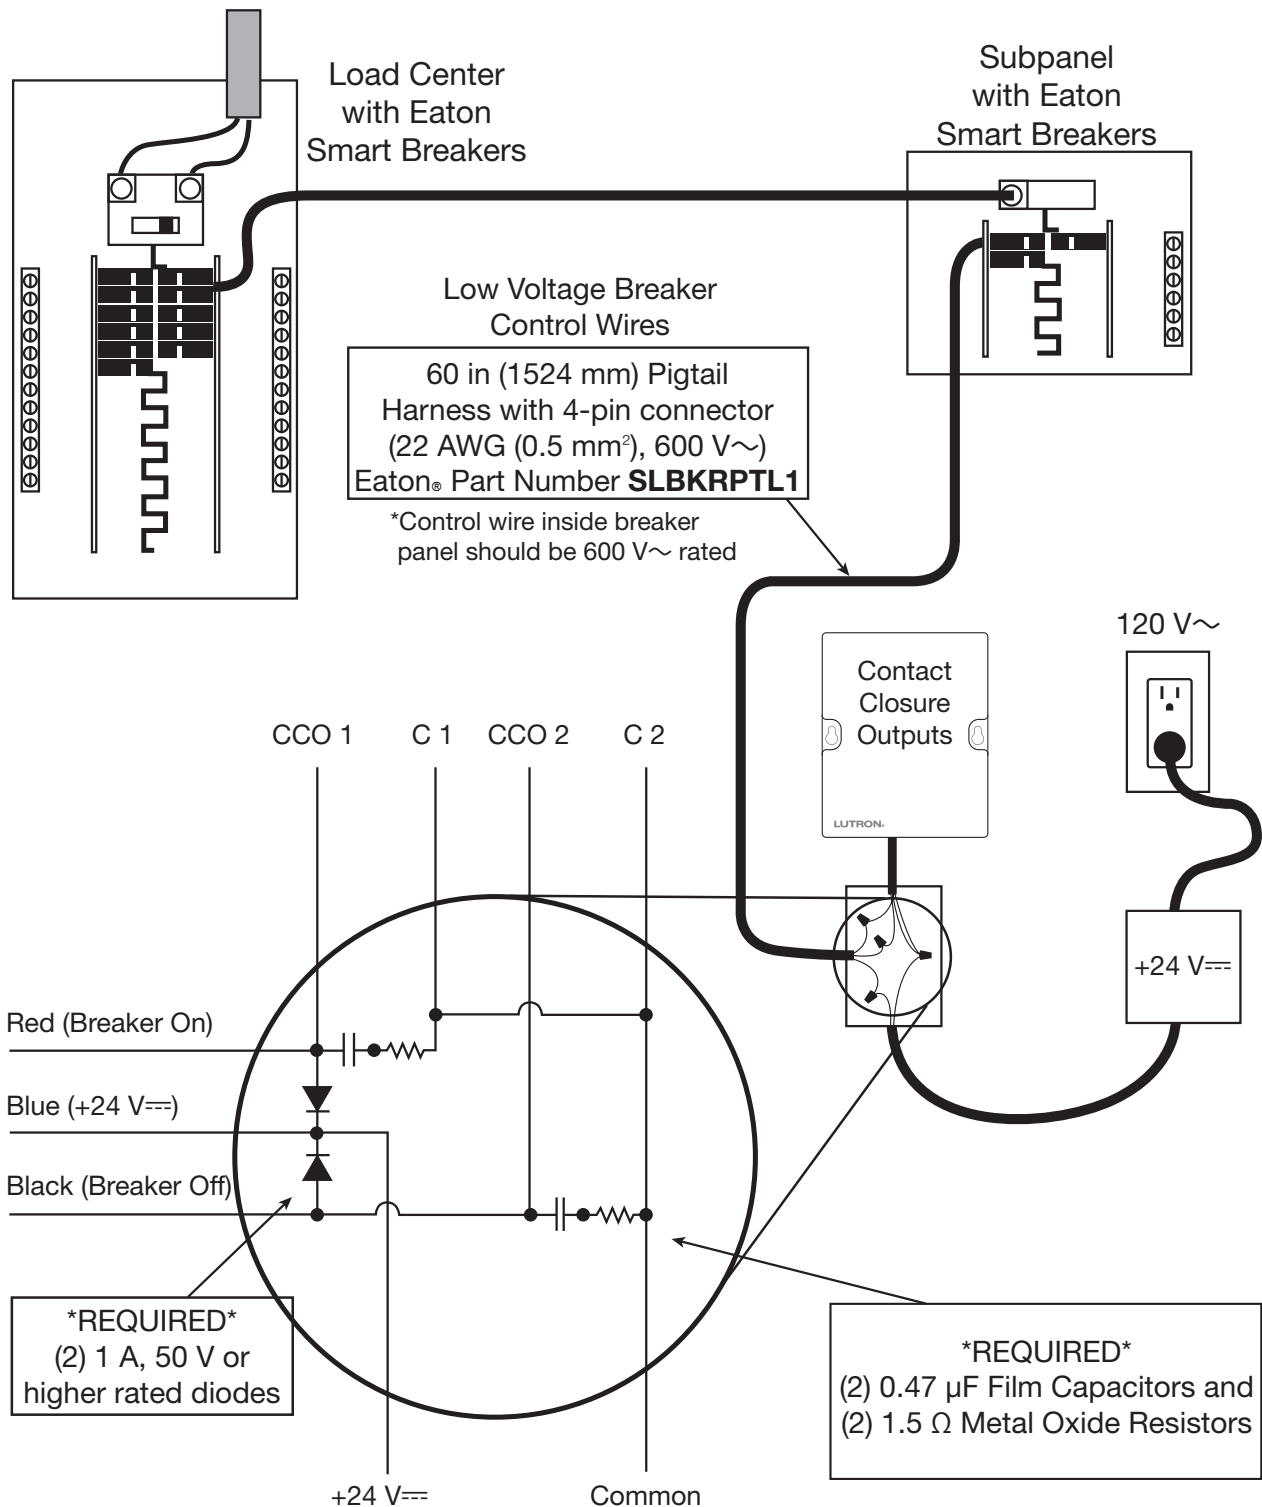 Load Center
with Eaton
Smart Breakers
Subpanel
with Eaton
Smart Breakers
Low Voltage Breaker
Control Wires
60 in (1524 mm) Pigtail
Harness with 4-pin connector
(22 AWG (0.5 mm²), 600 V~)
Eaton® Part Number SLBKRPTL1
*Control wire inside breaker
panel should be 600 V~ rated
120 V~
Contact
Closure
Outputs
LUTRON®
CCO 1
C 1
CCO 2
C 2
+24 V⎓
Red (Breaker On)
Blue (+24 V⎓)
Black (Breaker Off)
*REQUIRED*
(2) 1 A, 50 V or
higher rated diodes
*REQUIRED*
(2) 0.47 μF Film Capacitors and
(2) 1.5 Ω Metal Oxide Resistors
+24 V⎓
Common